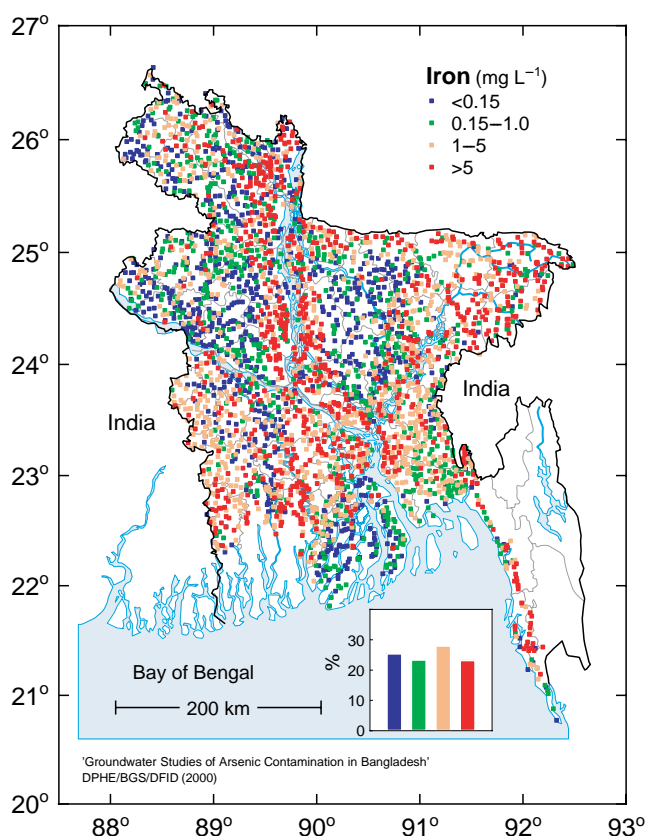 27°
26°
25°
24°
23°
22°
21°
20°
Iron (mg L⁻¹)
<0.15
0.15–1.0
1–5
>5
India
India
Bay of Bengal
200 km
%
30
20
10
0
'Groundwater Studies of Arsenic Contamination in Bangladesh'
DPHE/BGS/DFID (2000)
88° 89° 90° 91° 92° 93°